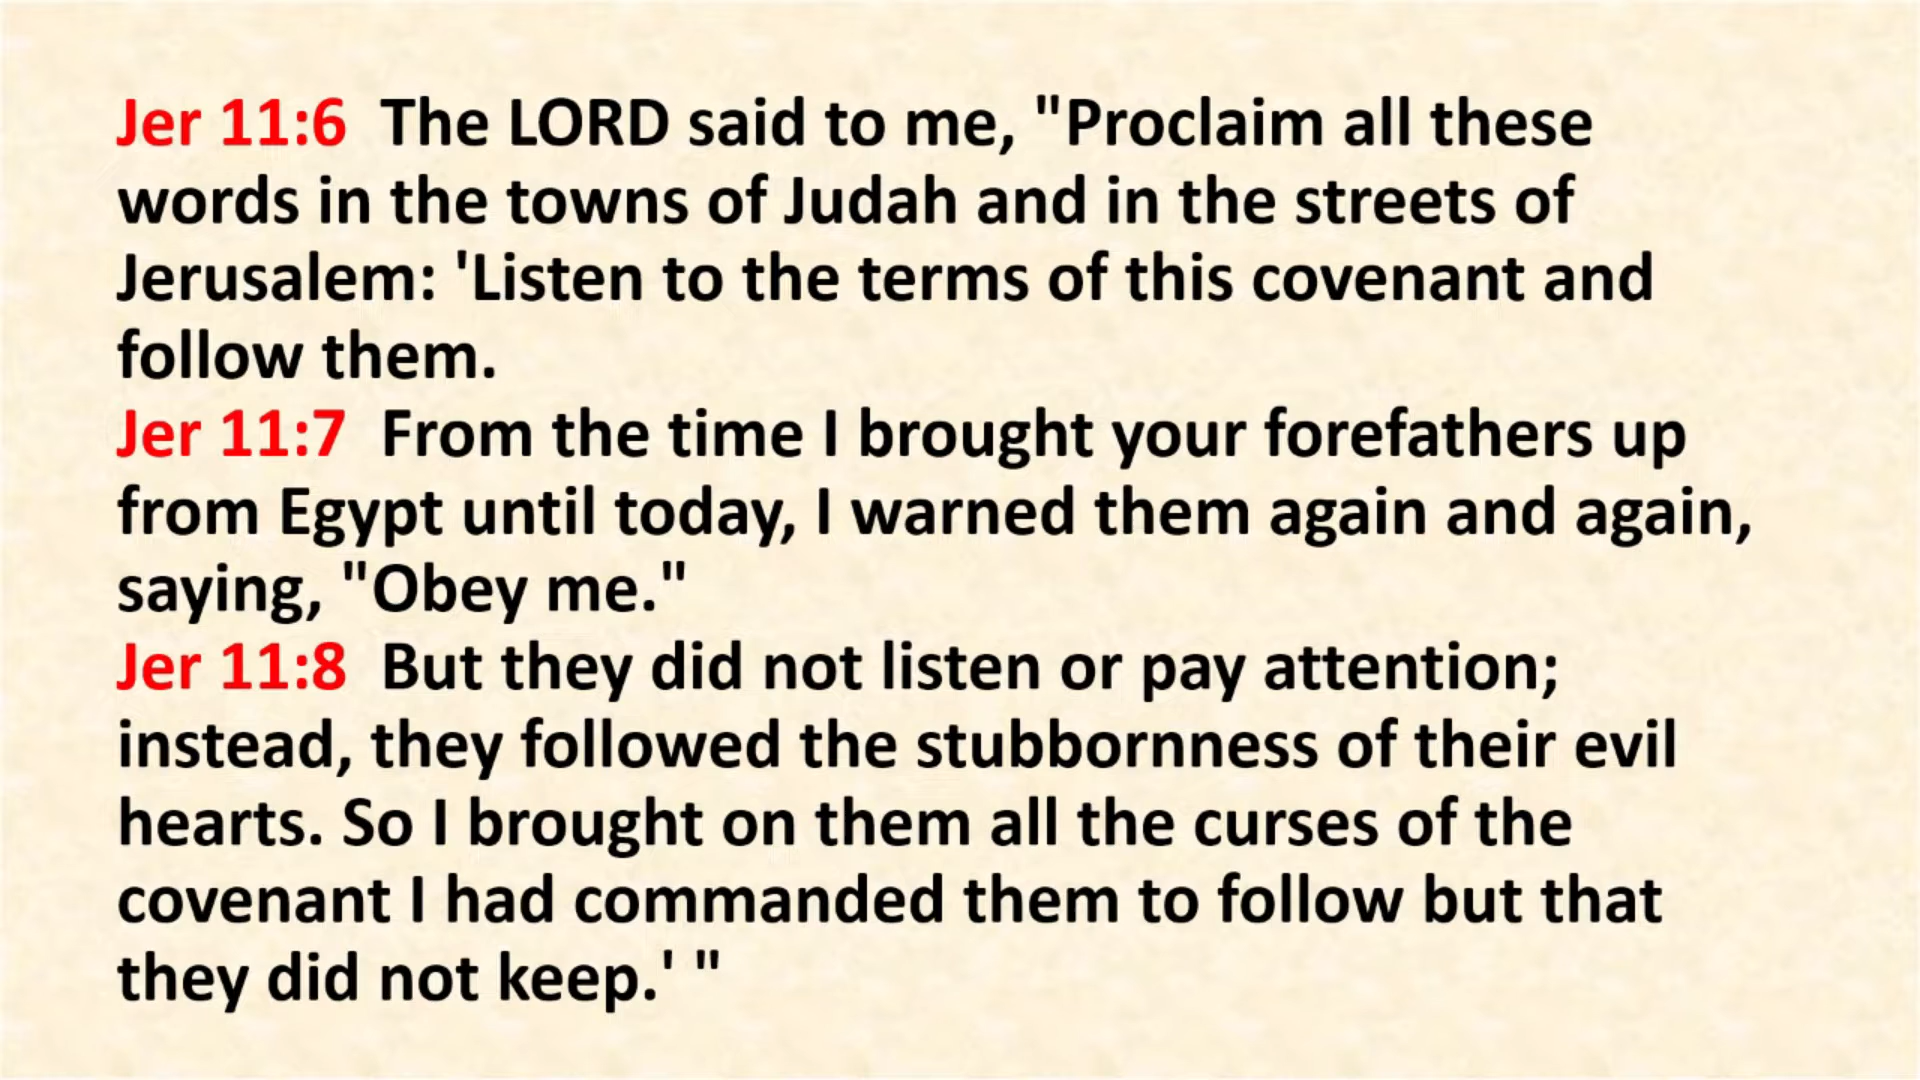 Jer 11:6  The LORD said to me, "Proclaim all these
words in the towns of Judah and in the streets of
Jerusalem: 'Listen to the terms of this covenant and
follow them.
Jer 11:7  From the time I brought your forefathers up
from Egypt until today, I warned them again and again,
saying, "Obey me."
Jer 11:8  But they did not listen or pay attention;
instead, they followed the stubbornness of their evil
hearts. So I brought on them all the curses of the
covenant I had commanded them to follow but that
they did not keep.' "